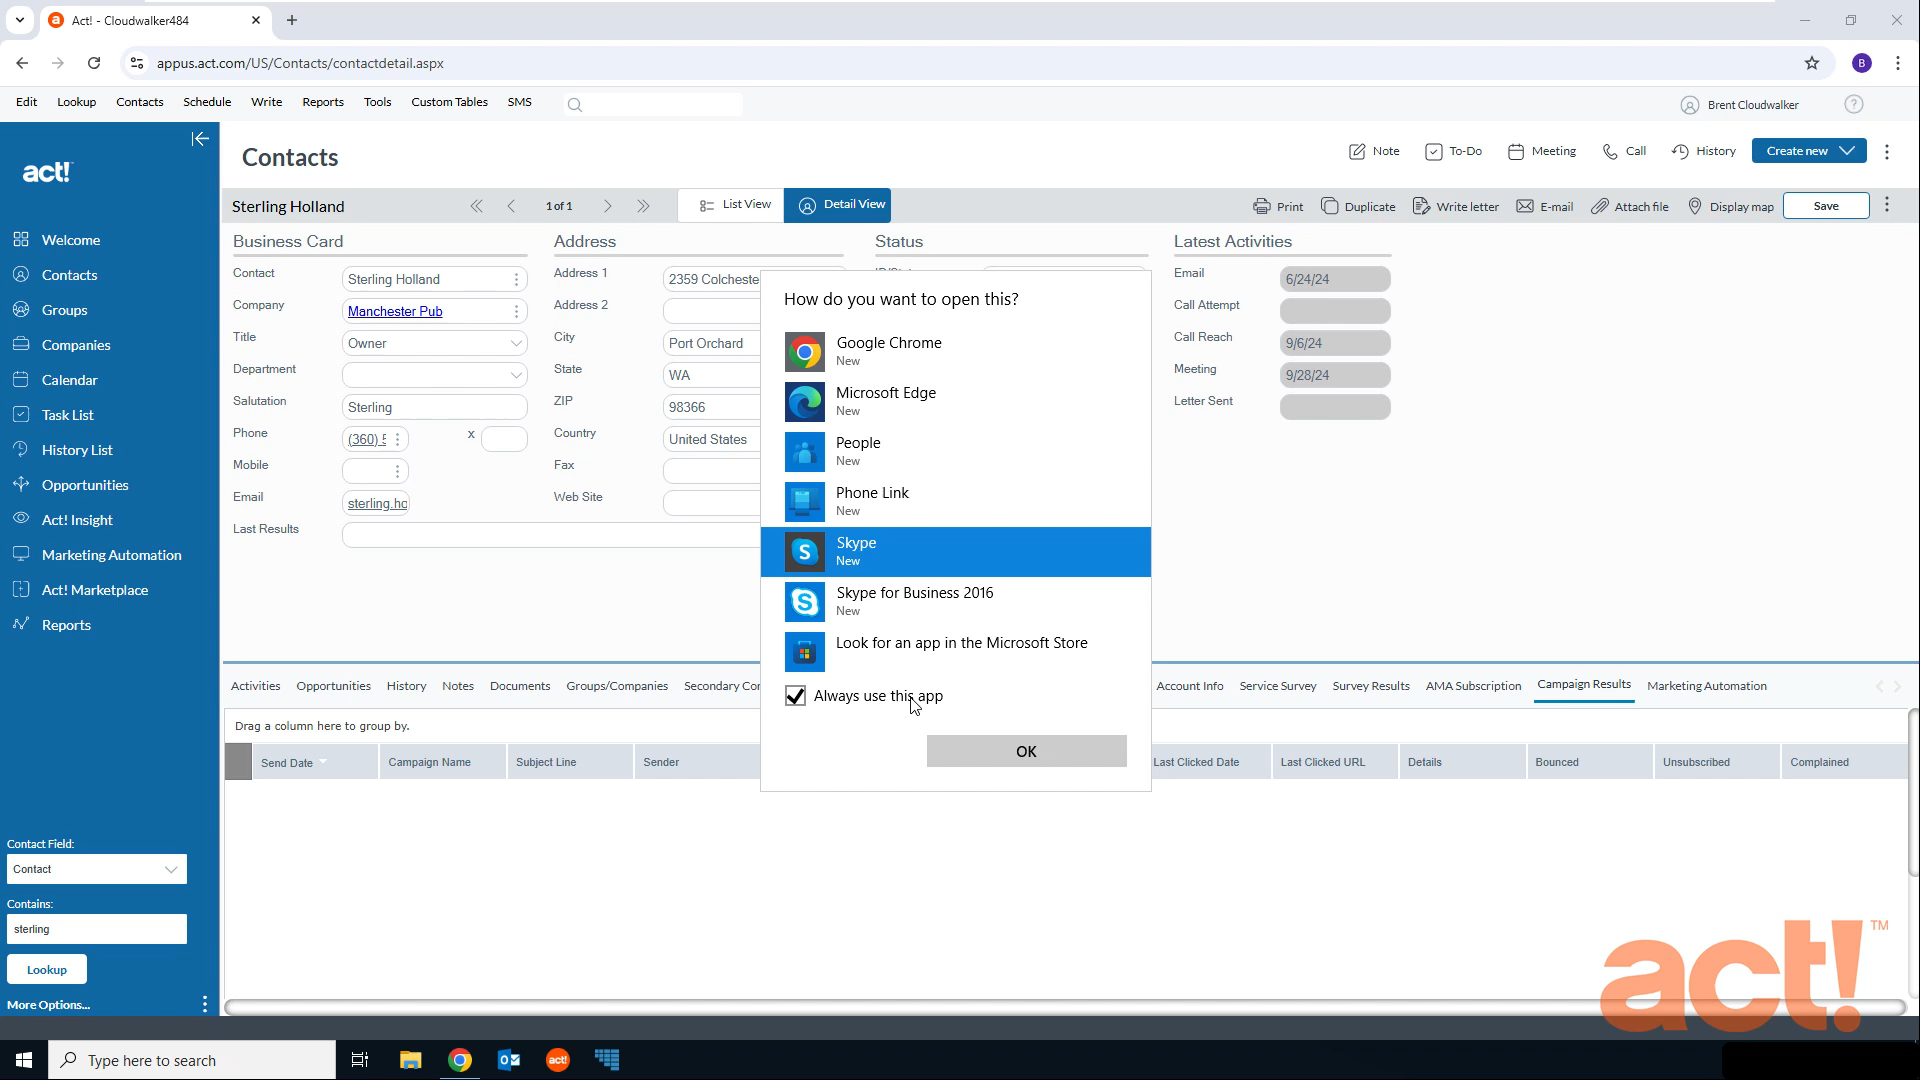 Act! - Cloudwalker484
appus.act.com/US/Contacts/contactdetail.aspx
B
Edit Lookup Contacts Schedule Write Reports Tools Custom Tables SMS
Brent Cloudwalker
act!
Contacts
Note To-Do Meeting Call History Create new
Sterling Holland
1 of 1
List View Detail View
Print Duplicate Write letter E-mail Attach file Display map Save
Welcome
Contacts
Groups
Companies
Calendar
Task List
History List
Opportunities
Act! Insight
Marketing Automation
Act! Marketplace
Reports
Business Card
Contact Sterling Holland
Company Manchester Pub
Title Owner
Department
Salutation Sterling
Phone (360) 5 x
Mobile
Email sterling.ho
Last Results
Address
Address 1 2359 Colcheste
Address 2
City Port Orchard
State WA
ZIP 98366
Country United States
Fax
Web Site
Status
Latest Activities
Email 6/24/24
Call Attempt
Call Reach 9/6/24
Meeting 9/28/24
Letter Sent
How do you want to open this?
Google Chrome
New
Microsoft Edge
New
People
New
Phone Link
New
Skype
New
Skype for Business 2016
New
Look for an app in the Microsoft Store
Always use this app
OK
Activities Opportunities History Notes Documents Groups/Companies Secondary Con Account Info Service Survey Survey Results AMA Subscription Campaign Results Marketing Automation
Drag a column here to group by.
Send Date Campaign Name Subject Line Sender Last Clicked Date Last Clicked URL Details Bounced Unsubscribed Complained
Contact Field:
Contact
Contains:
sterling
Lookup
More Options...
act! TM
Type here to search
act!